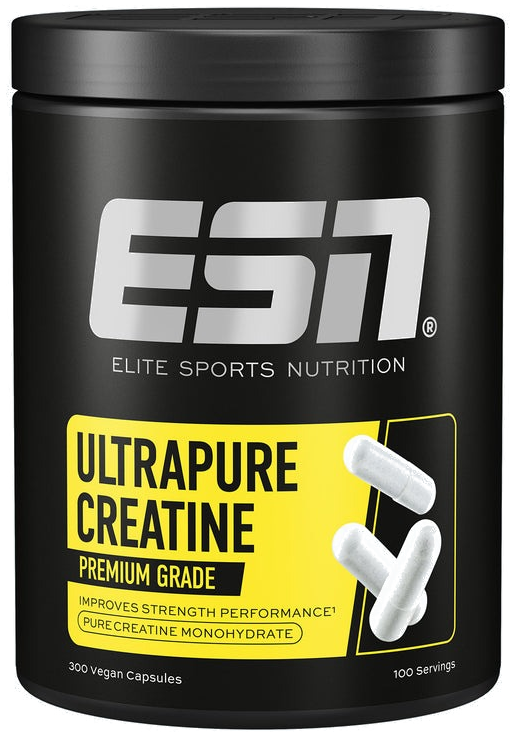 ESN®
ELITE SPORTS NUTRITION
ULTRAPURE
CREATINE
PREMIUM GRADE
IMPROVES STRENGTH PERFORMANCE¹
PURE CREATINE MONOHYDRATE
300 Vegan Capsules
100 Servings